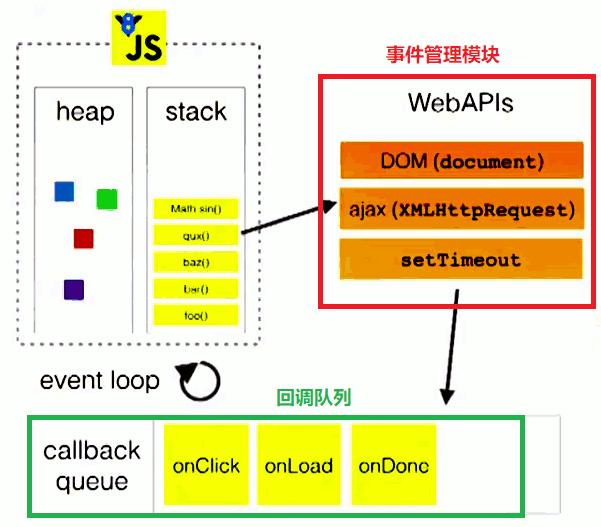 JS
事件管理模块
heap
stack
WebAPIs
DOM (document)
ajax (XMLHttpRequest)
setTimeout
Math sin()
qux()
baz()
bar()
foo()
event loop
回调队列
callback
queue
onClick
onLoad
onDone